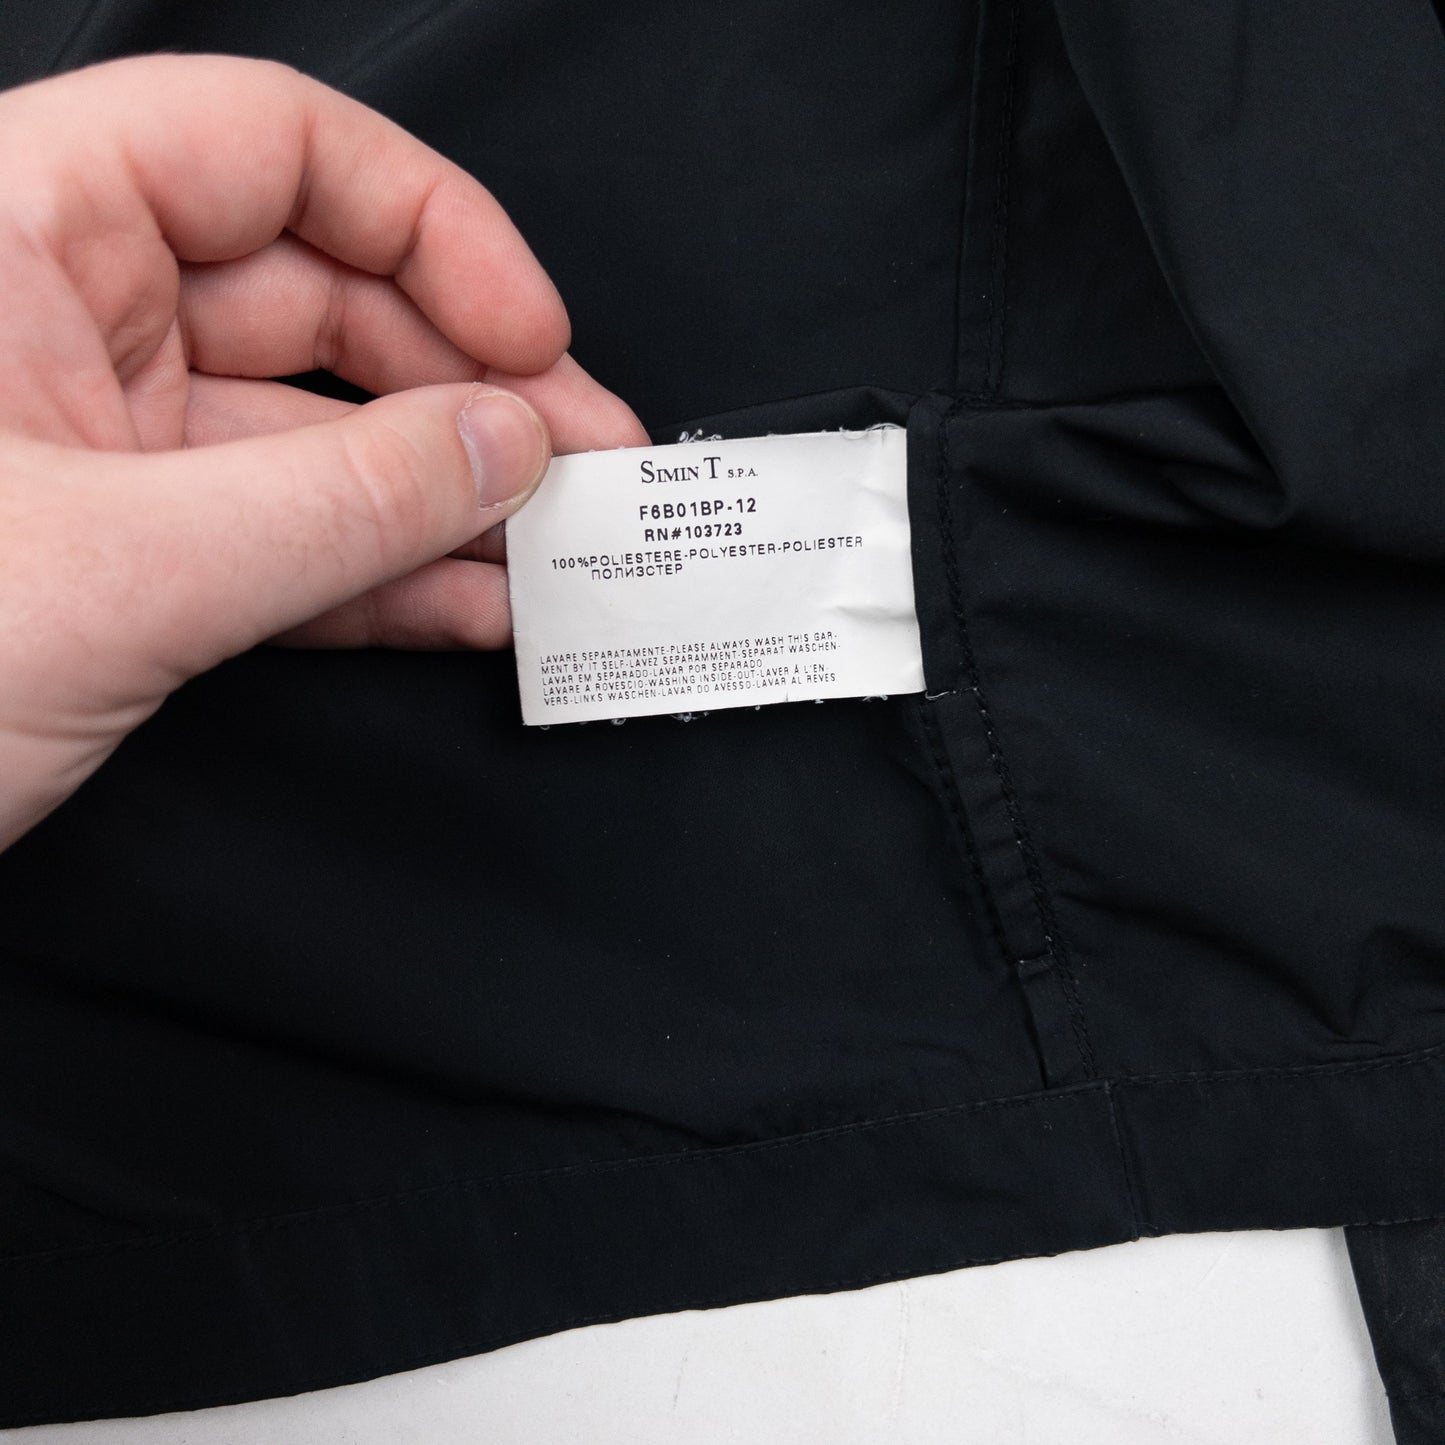 SIMIN T S.P.A.
F6B01BP-12
RN#103723
100%POLIESTERE-POLYESTER-POLIESTER
ПОЛИЗСТЕР
LAVARE SEPARATAMENTE-PLEASE ALWAYS WASH THIS GAR-
MENT BY IT SELF-LAVEZ SEPARAMMENT-SEPARAT WASCHEN-
LAVAR EM SEPARADO-LAVAR POR SEPARADO
LAVARE A ROVESCIO-WASHING INSIDE-OUT-LAVER À L'EN-
VERS-LINKS WASCHEN-LAVAR DO AVESSO-LAVAR AL REVES